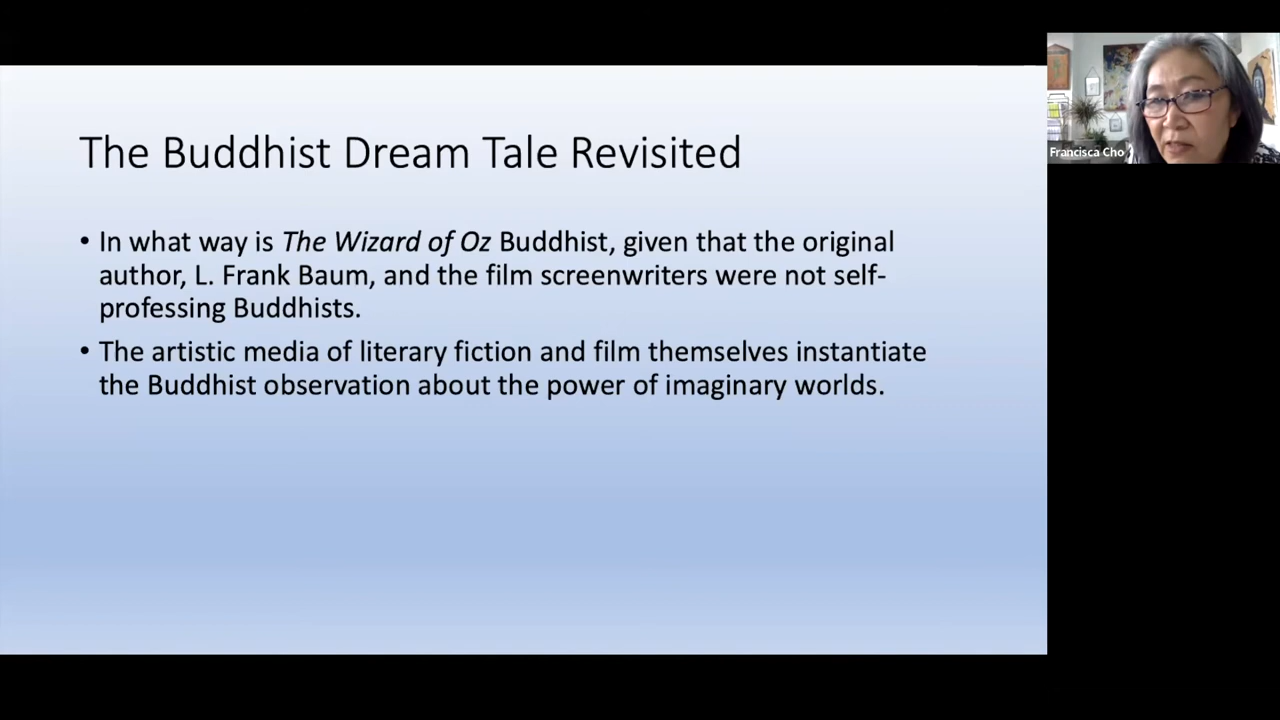 The Buddhist Dream Tale Revisited
• In what way is The Wizard of Oz Buddhist, given that the original
author, L. Frank Baum, and the film screenwriters were not self-
professing Buddhists.
• The artistic media of literary fiction and film themselves instantiate
the Buddhist observation about the power of imaginary worlds.
Francisca Cho